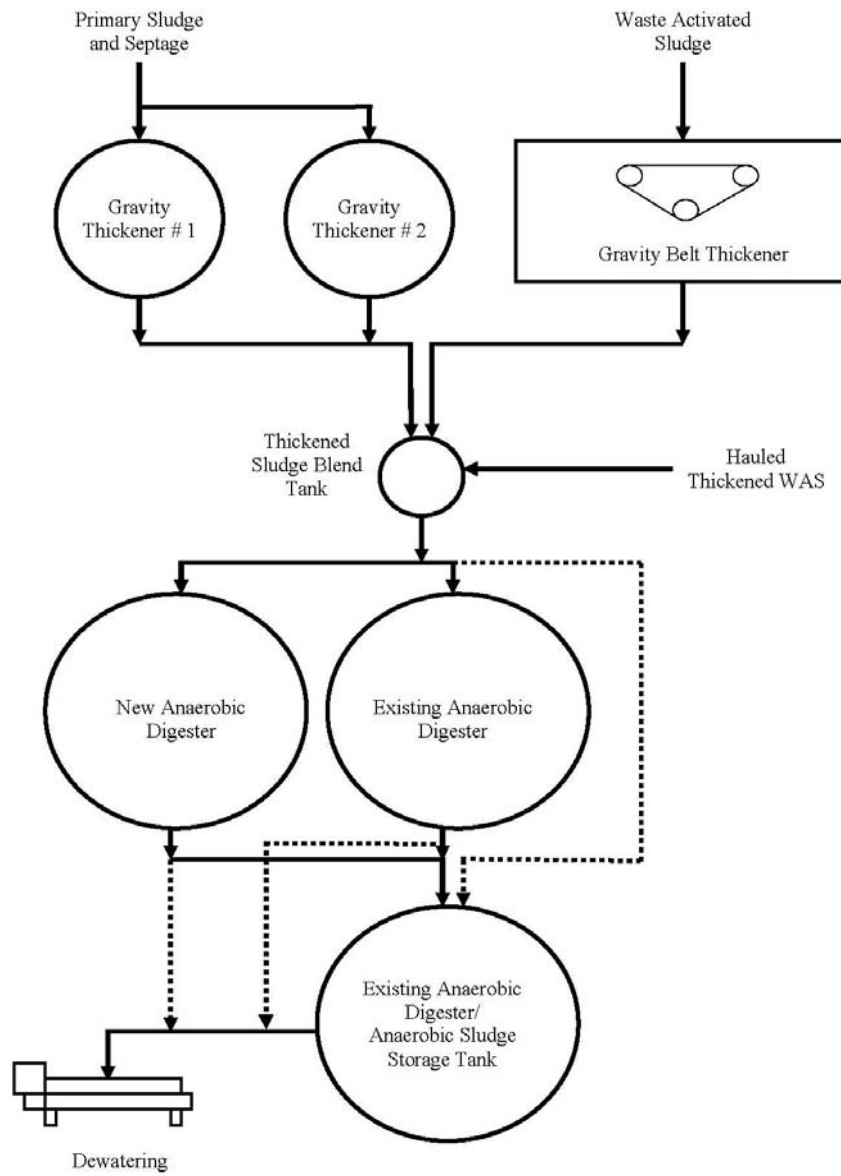 Primary Sludge
and Septage
Waste Activated
Sludge
Gravity
Thickener # 1
Gravity
Thickener # 2
Gravity Belt Thickener
Thickened
Sludge Blend
Tank
Hauled
Thickened WAS
New Anaerobic
Digester
Existing Anaerobic
Digester
Existing Anaerobic
Digester/
Anaerobic Sludge
Storage Tank
Dewatering